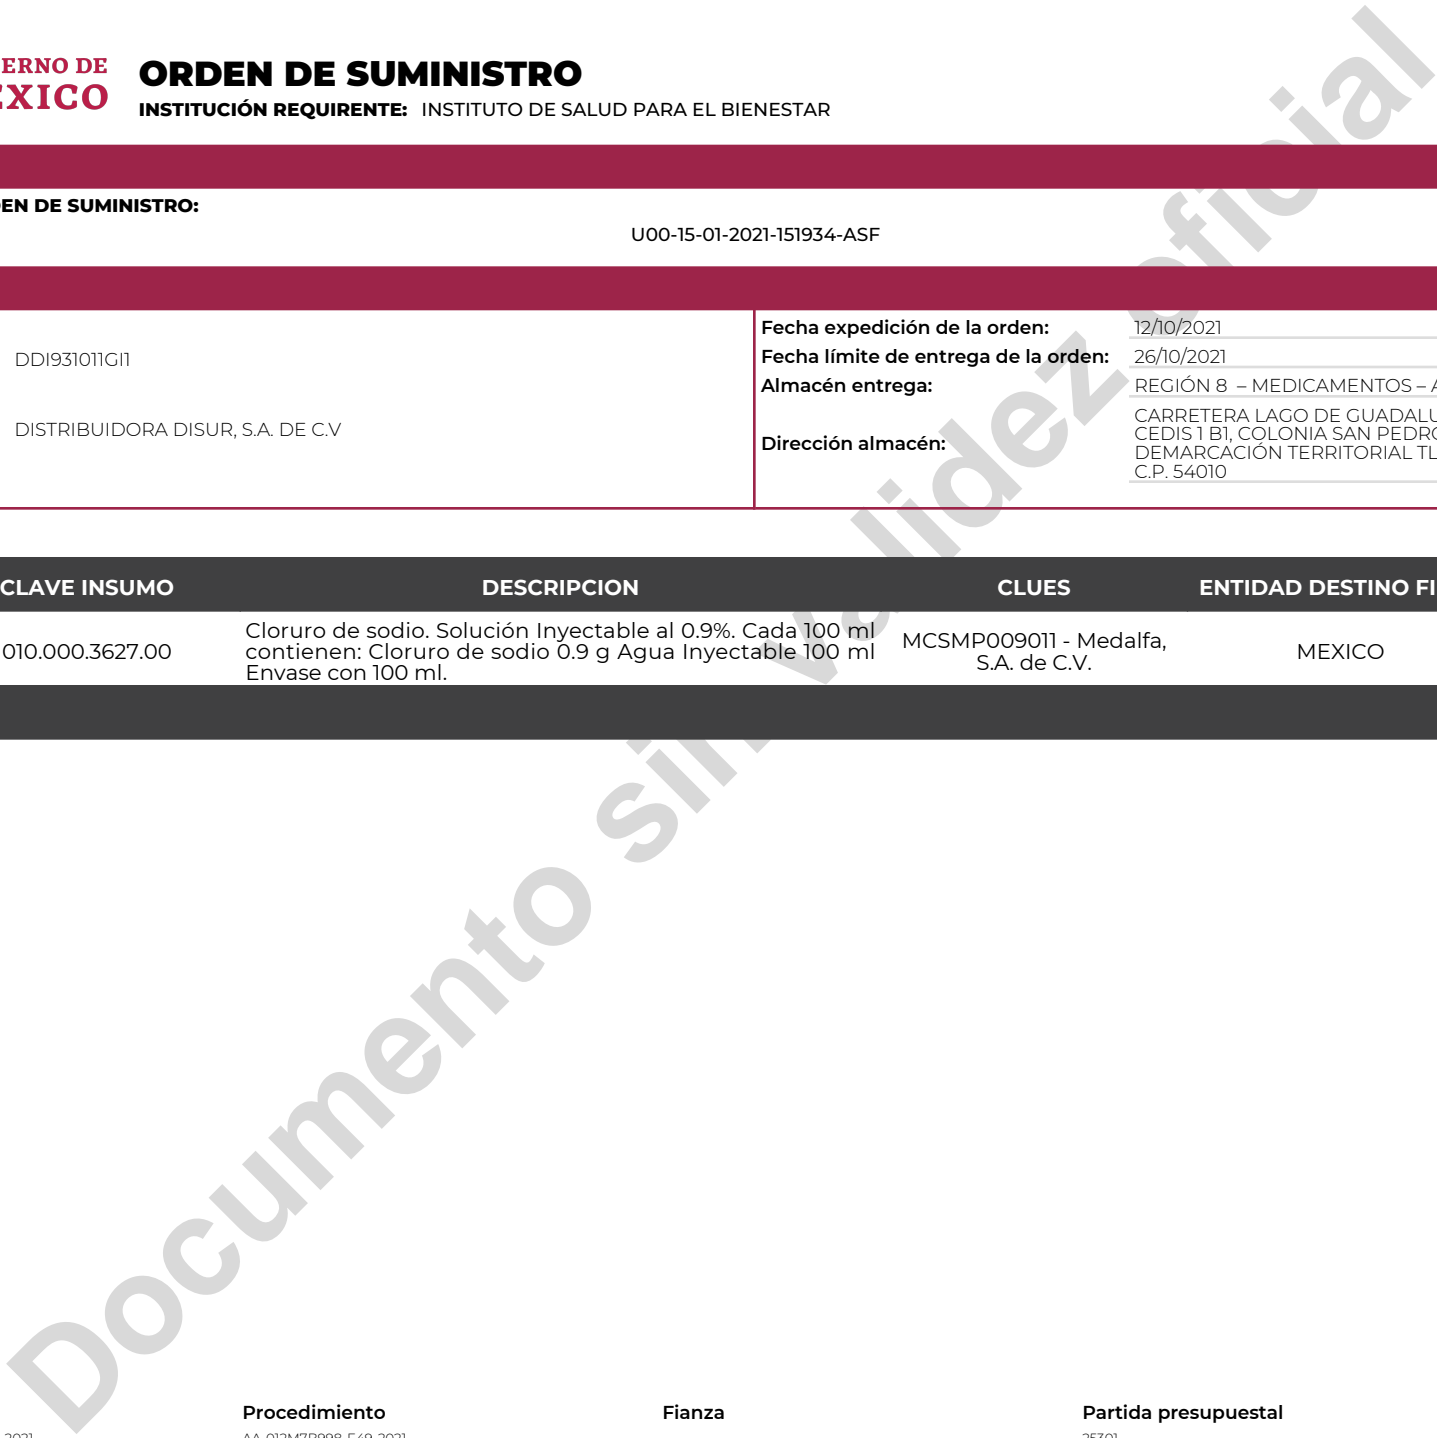 ERNO DE
EXICO
ORDEN DE SUMINISTRO
INSTITUCIÓN REQUIRENTE: INSTITUTO DE SALUD PARA EL BIENESTAR
EN DE SUMINISTRO:
U00-15-01-2021-151934-ASF
DDI931011GI1
DISTRIBUIDORA DISUR, S.A. DE C.V
Fecha expedición de la orden: 12/10/2021
Fecha límite de entrega de la orden: 26/10/2021
Almacén entrega: REGIÓN 8 – MEDICAMENTOS – A
Dirección almacén:
CARRETERA LAGO DE GUADALU
CEDIS 1 B1, COLONIA SAN PEDRO
DEMARCACIÓN TERRITORIAL TL
C.P. 54010
CLAVE INSUMO DESCRIPCION CLUES ENTIDAD DESTINO FI
010.000.3627.00
Cloruro de sodio. Solución Inyectable al 0.9%. Cada 100 ml
contienen: Cloruro de sodio 0.9 g Agua Inyectable 100 ml
Envase con 100 ml.
MCSMP009011 - Medalfa,
S.A. de C.V.
MEXICO
Documento sin validez oficial
Procedimiento Fianza Partida presupuestal